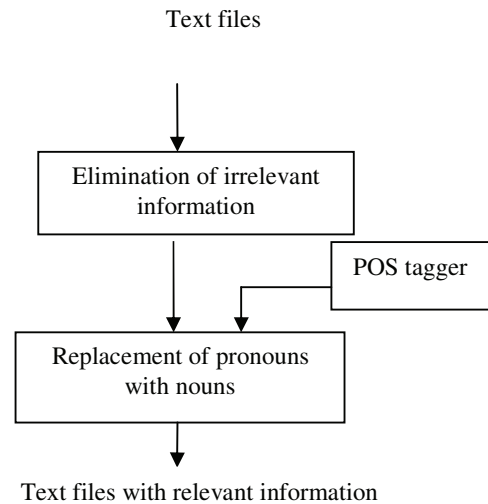 Text files
Elimination of irrelevant
information
POS tagger
Replacement of pronouns
with nouns
Text files with relevant information